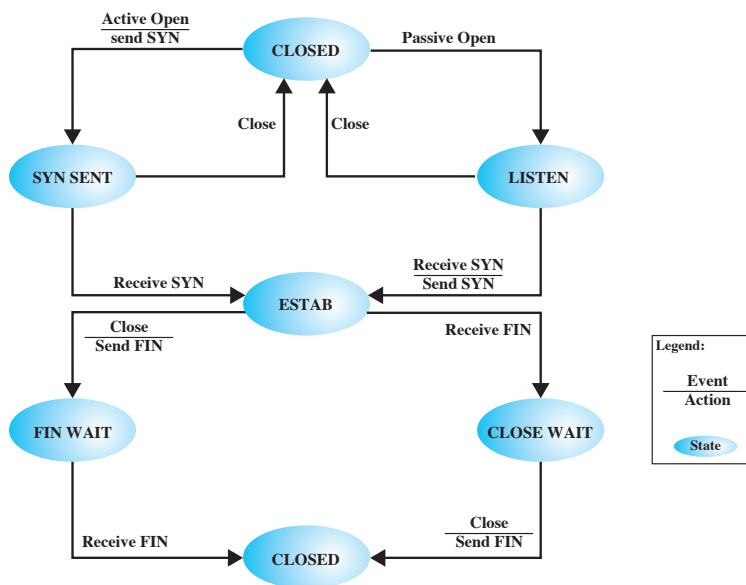 Active Open
send SYN
CLOSED
Passive Open
Close
Close
SYN SENT
LISTEN
Receive SYN
Receive SYN
Send SYN
ESTAB
Close
Send FIN
Receive FIN
Legend:
Event
Action
State
FIN WAIT
CLOSE WAIT
Receive FIN
Close
Send FIN
CLOSED